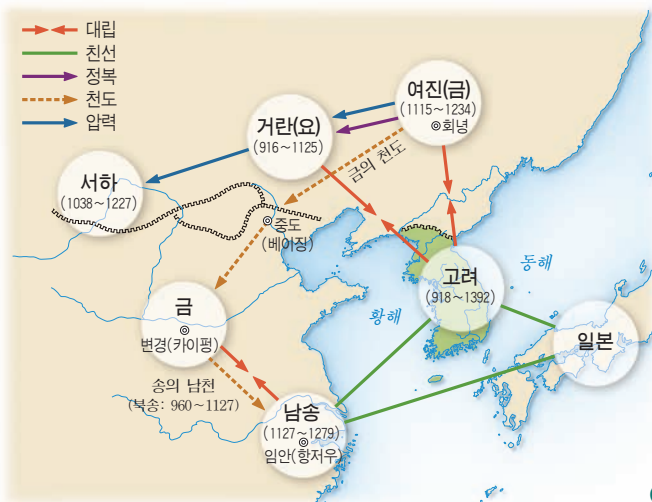 대립
친선
정복
천도
압력
여진(금)
(1115~1234)
회녕
거란(요)
(916~1125)
금의 천도
서하
(1038~1227)
중도
(베이징)
고려
(918~1392)
동해
황해
금
변경(카이펑)
일본
송의 남천
(북송: 960~1127)
남송
(1127~1279)
임안(항저우)